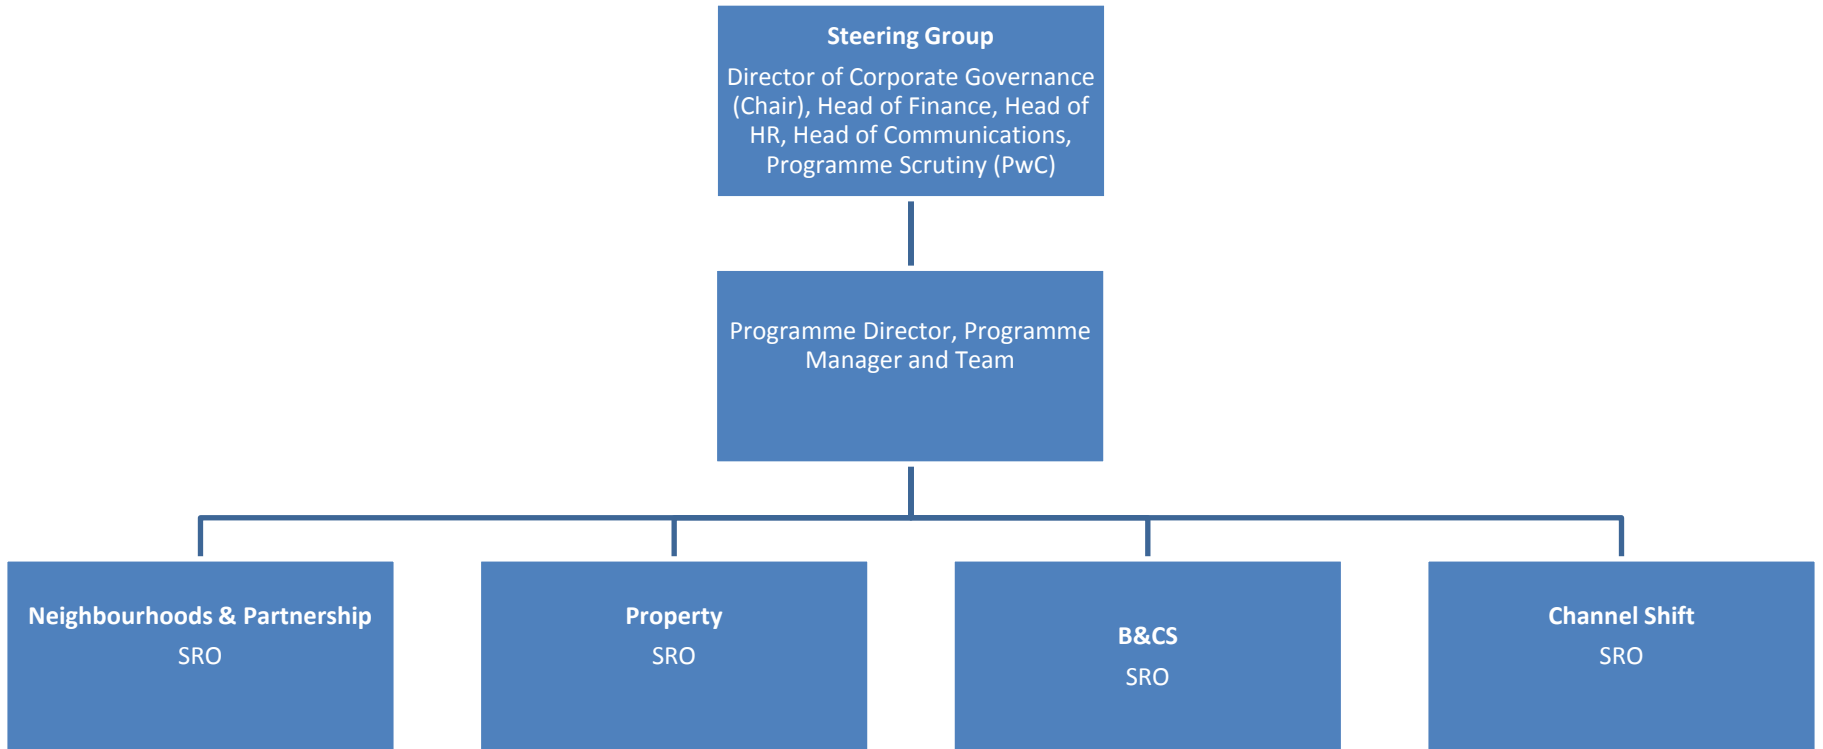 Steering Group
Director of Corporate Governance
(Chair), Head of Finance, Head of
HR, Head of Communications,
Programme Scrutiny (PwC)
Programme Director, Programme
Manager and Team
Neighbourhoods & Partnership
SRO
Property
SRO
B&CS
SRO
Channel Shift
SRO